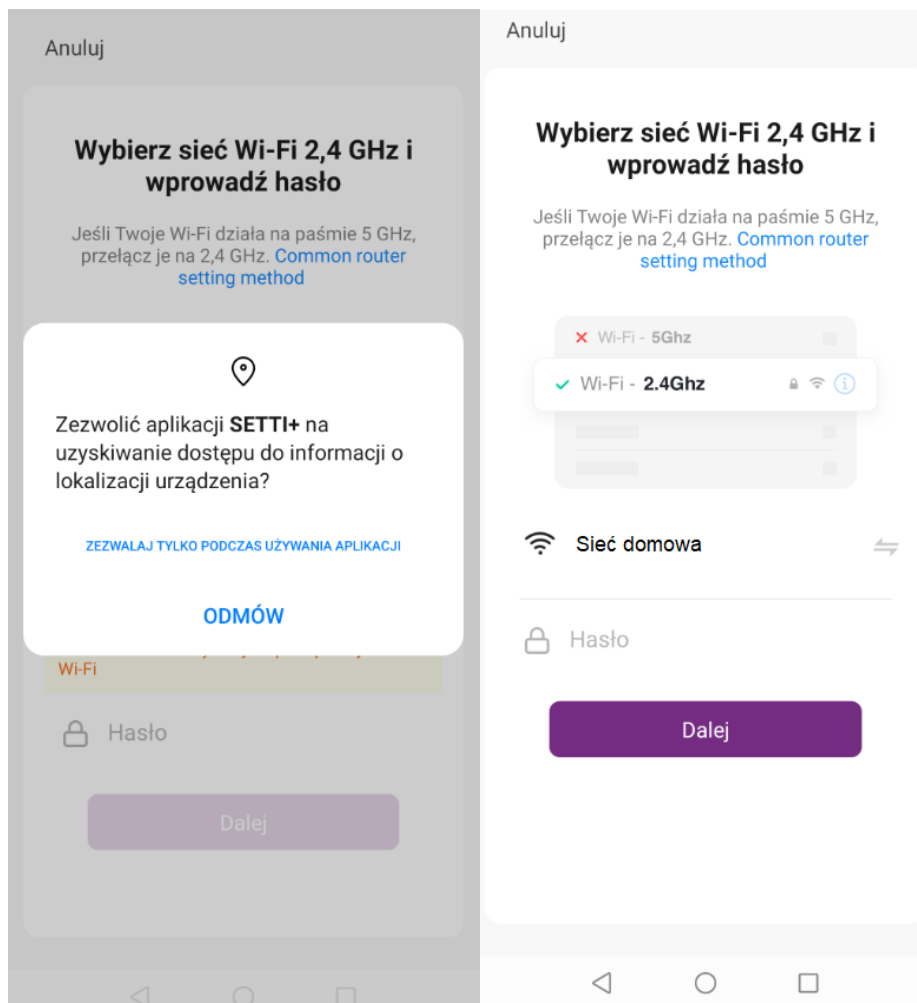 Anuluj
Wybierz sieć Wi-Fi 2,4 GHz i
wprowadź hasło
Jeśli Twoje Wi-Fi działa na paśmie 5 GHz,
przełącz je na 2,4 GHz. Common router
setting method
Zezwolić aplikacji SETTI+ na
uzyskiwanie dostępu do informacji o
lokalizacji urządzenia?
ZEZWALAJ TYLKO PODCZAS UŻYWANIA APLIKACJI
ODMÓW
Wi-Fi
Hasło
Dalej
Anuluj
Wybierz sieć Wi-Fi 2,4 GHz i
wprowadź hasło
Jeśli Twoje Wi-Fi działa na paśmie 5 GHz,
przełącz je na 2,4 GHz. Common router
setting method
Wi-Fi - 5Ghz
Wi-Fi - 2.4Ghz
Sieć domowa
Hasło
Dalej